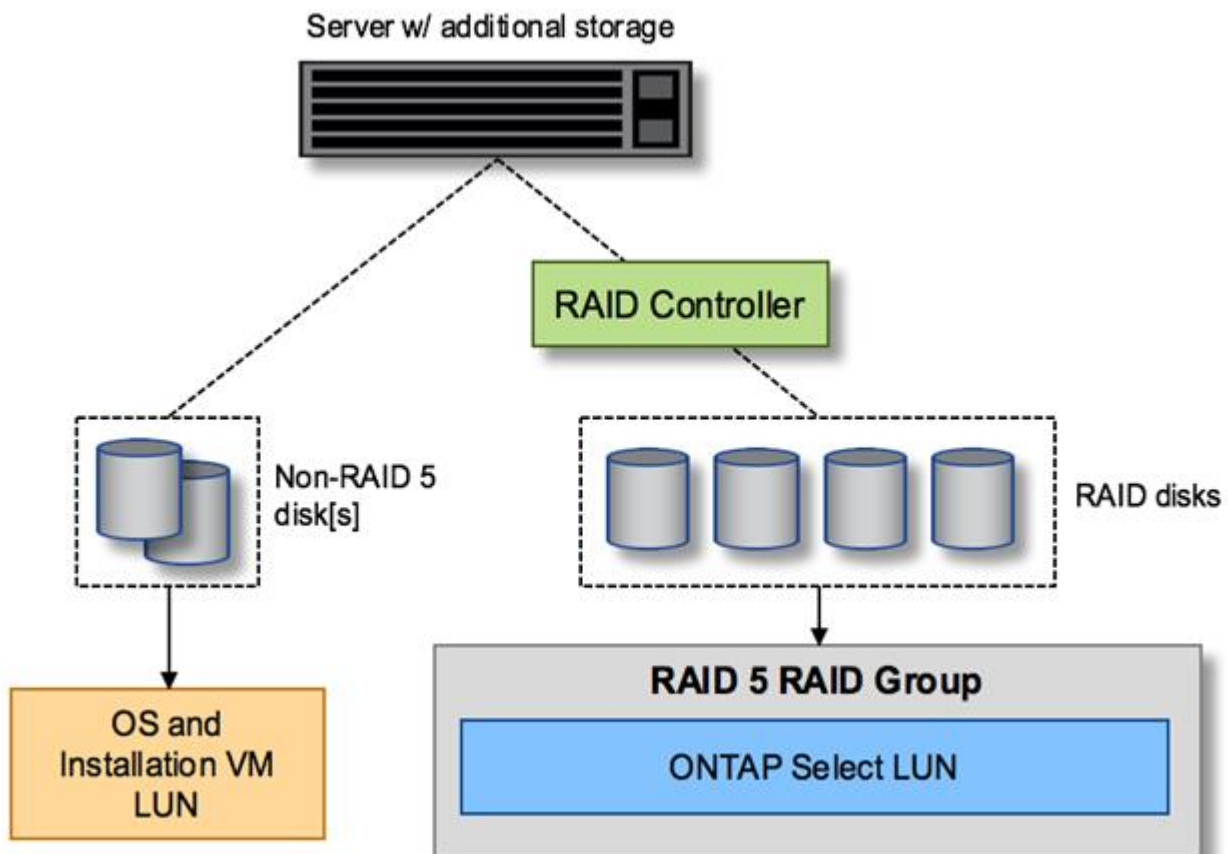 Server w/ additional storage
RAID Controller
Non-RAID 5
disk[s]
RAID disks
OS and
Installation VM
LUN
RAID 5 RAID Group
ONTAP Select LUN